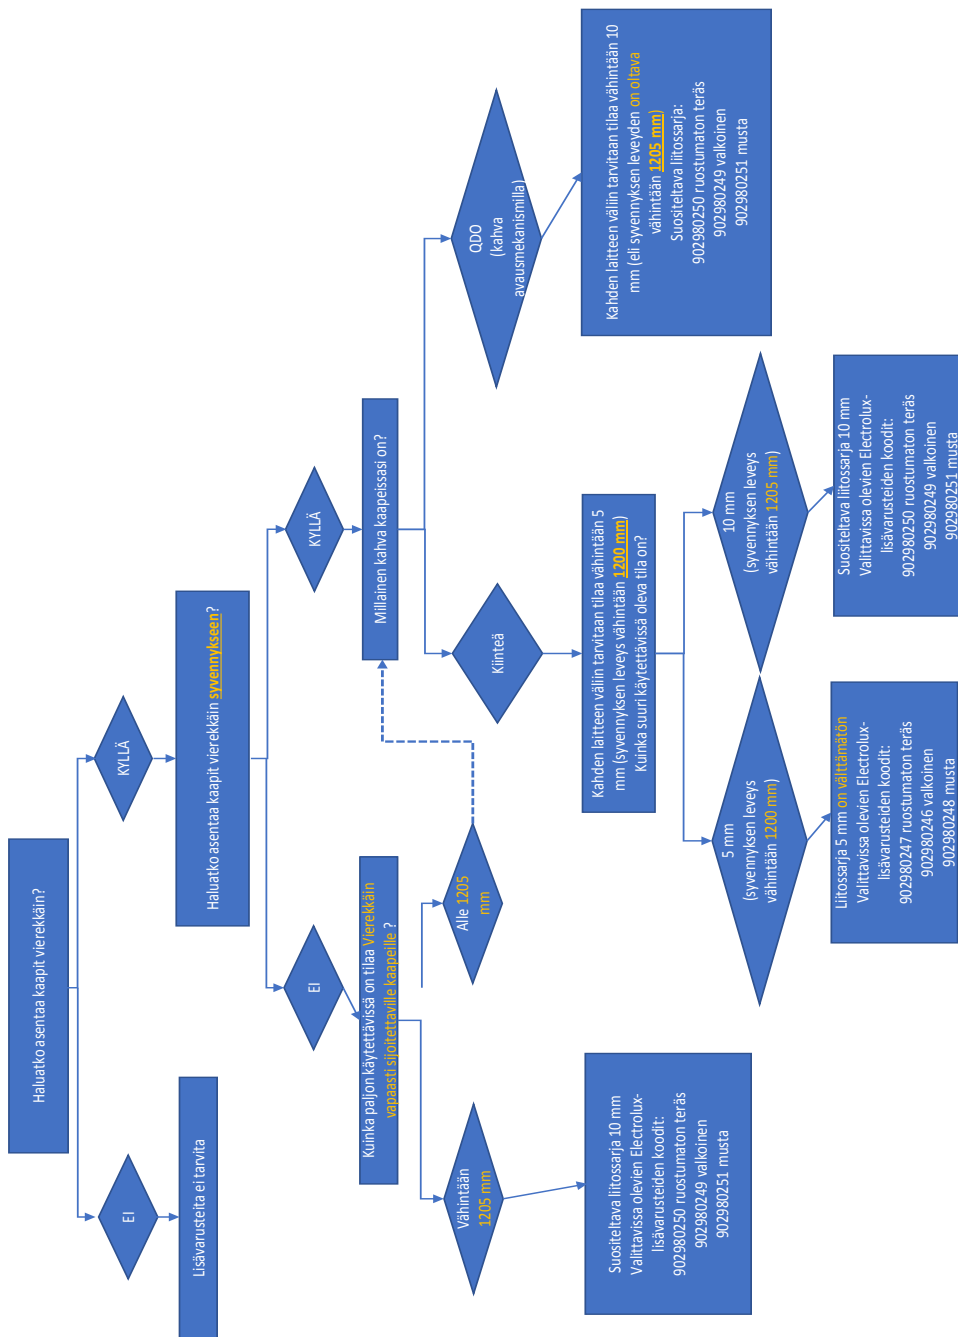 Haluatko asentaa kaapit vierekkäin?
EI
KYLLÄ
Lisävarusteita ei tarvita
Haluatko asentaa kaapit vierekkäin syvennykseen?
EI
KYLLÄ
Kuinka paljon käytettävissä on tilaa Vierekkäin
vapaasti sijoitettaville kaapeille ?
Millainen kahva kaapeissasi on?
Vähintään
1205 mm
Alle 1205
mm
Kiinteä
QDO
(kahva
avausmekanismilla)
Suositeltava liitossarja 10 mm
Valittavissa olevien Electrolux-
lisävarusteiden koodit:
902980250 ruostumaton teräs
902980249 valkoinen
902980251 musta
Kahden laitteen väliin tarvitaan tilaa vähintään 5
mm (syvennyksen leveys vähintään 1200 mm)
Kuinka suuri käytettävissä oleva tila on?
Kahden laitteen väliin tarvitaan tilaa vähintään 10
mm (eli syvennyksen leveyden on oltava
vähintään 1205 mm)
Suositeltava liitossarja:
902980250 ruostumaton teräs
902980249 valkoinen
902980251 musta
5 mm
(syvennyksen leveys
vähintään 1200 mm)
10 mm
(syvennyksen leveys
vähintään 1205 mm)
Liitossarja 5 mm on välttämätön
Valittavissa olevien Electrolux-
lisävarusteiden koodit:
902980247 ruostumaton teräs
902980246 valkoinen
902980248 musta
Suositeltava liitossarja 10 mm
Valittavissa olevien Electrolux-
lisävarusteiden koodit:
902980250 ruostumaton teräs
902980249 valkoinen
902980251 musta